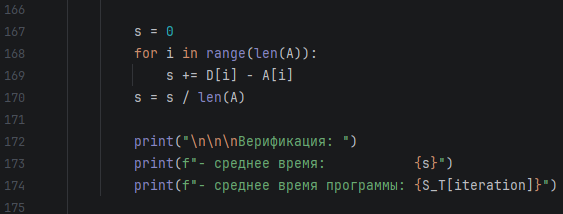 166
167 s = 0
168 for i in range(len(A)):
169 s += D[i] - A[i]
170 s = s / len(A)
171
172 print("\n\n\nВерификация: ")
173 print(f"- среднее время:           {s}")
174 print(f"- среднее время программы: {S_T[iteration]}")
175